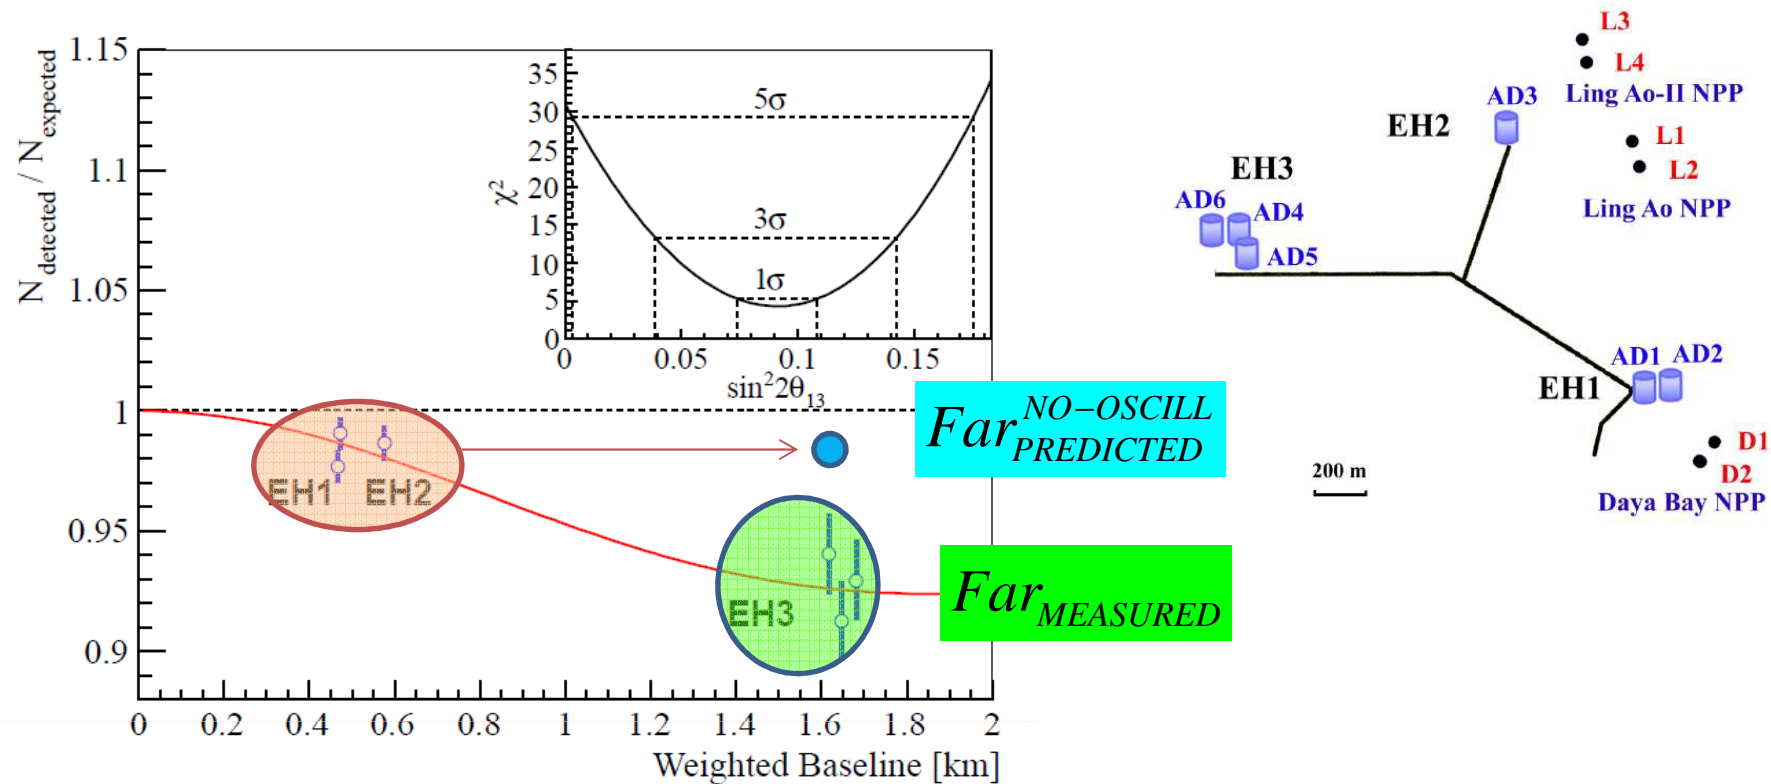 1.15
1.1
1.05
1
0.95
0.9
N detected / N expected
0
0.2
0.4
0.6
0.8
1
1.2
1.4
1.6
1.8
2
Weighted Baseline [km]
35
30
25
20
15
10
5
0
χ²
5σ
3σ
1σ
0
0.05
0.1
0.15
sin²2θ₁₃
EH1
EH2
EH3
Far NO−OSCILL PREDICTED
Far MEASURED
L3
L4
Ling Ao-II NPP
AD3
EH2
L1
L2
Ling Ao NPP
EH3
AD6
AD4
AD5
AD1
AD2
EH1
D1
D2
Daya Bay NPP
200 m